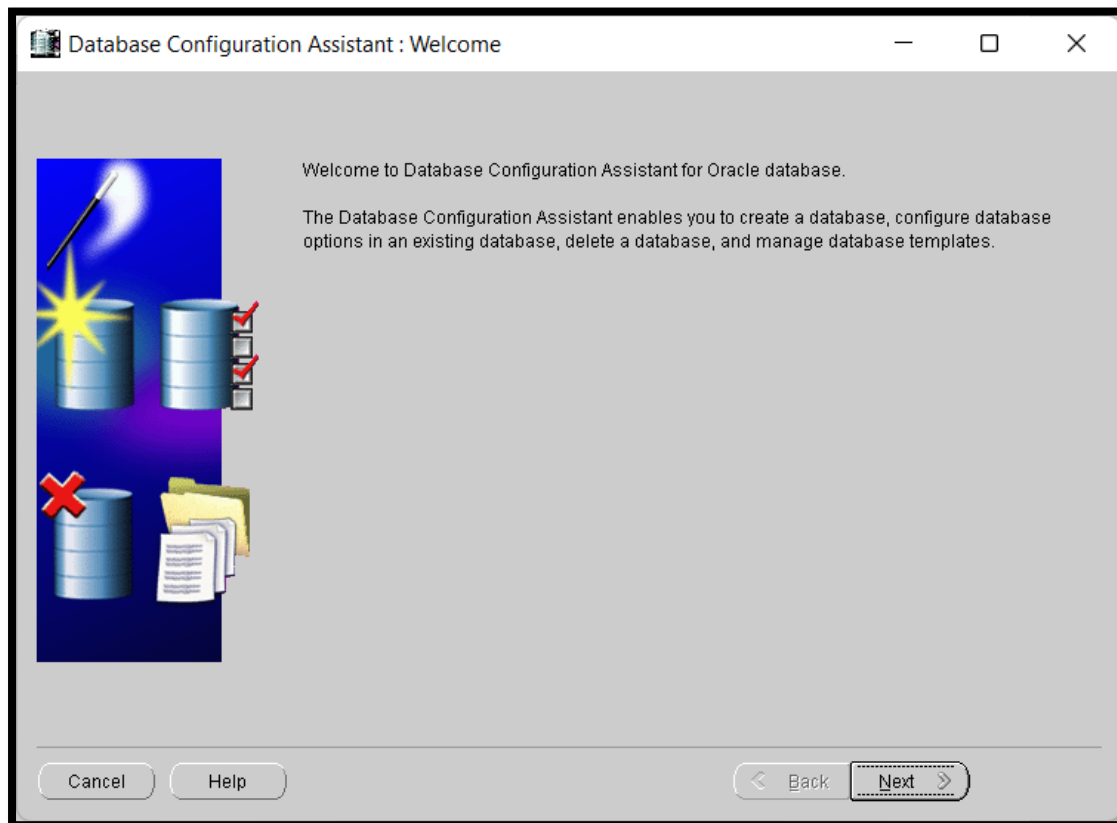 Database Configuration Assistant : Welcome
Welcome to Database Configuration Assistant for Oracle database.
The Database Configuration Assistant enables you to create a database, configure database
options in an existing database, delete a database, and manage database templates.
Cancel
Help
Back
Next